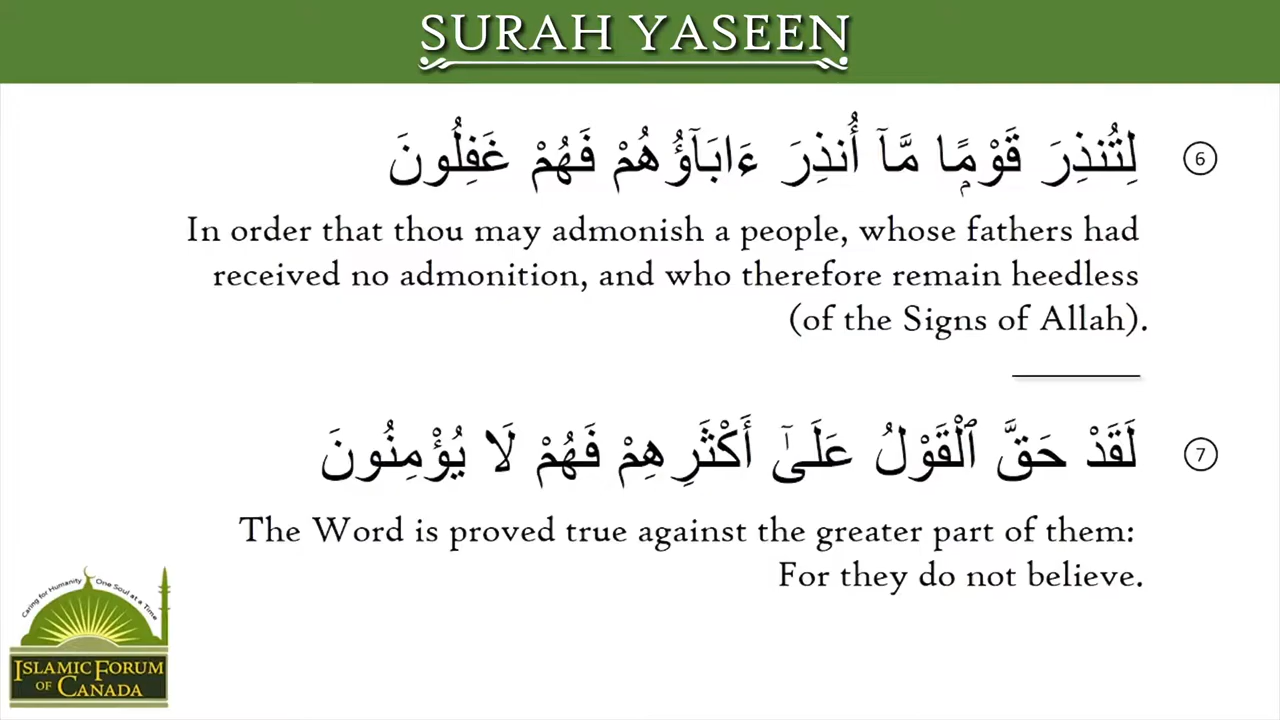 SURAH YASEEN
لِتُنذِرَ قَوْمًۭا مَّآ أُنذِرَ ءَابَآؤُهُمْ فَهُمْ غَفِلُونَ 6
In order that thou may admonish a people, whose fathers had
received no admonition, and who therefore remain heedless
(of the Signs of Allah).
لَقَدْ حَقَّ ٱلْقَوْلُ عَلَىٰٓ أَكْثَرِهِمْ فَهُمْ لَا يُؤْمِنُونَ 7
The Word is proved true against the greater part of them:
For they do not believe.
Caring for Humanity One Soul at a Time
ISLAMIC FORUM
OF CANADA